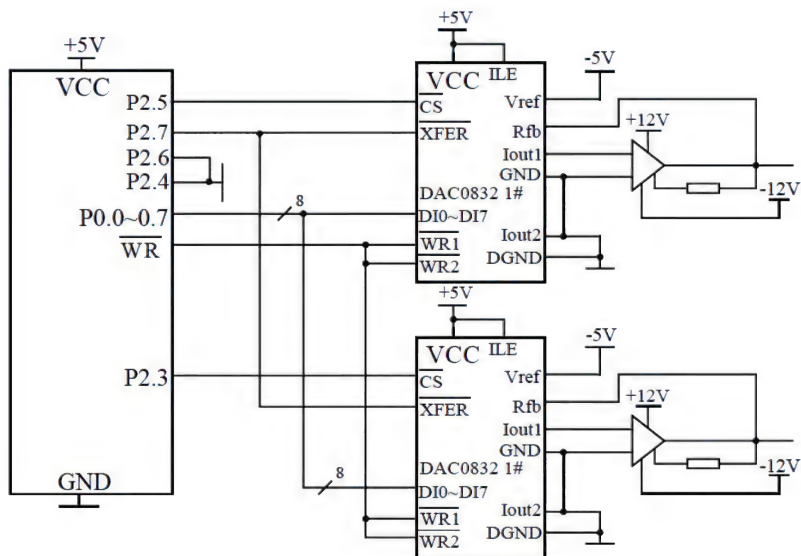 +5V
VCC
P2.5
P2.7
P2.6
P2.4
P0.0~0.7
WR
P2.3
GND
8
8
+5V
VCC
ILE
CS
XFER
DAC0832 1#
DI0~DI7
WR1
WR2
Vref
Rfb
Iout1
GND
Iout2
DGND
-5V
+12V
-12V
+5V
VCC
ILE
CS
XFER
DAC0832 1#
DI0~DI7
WR1
WR2
Vref
Rfb
Iout1
GND
Iout2
DGND
-5V
+12V
-12V